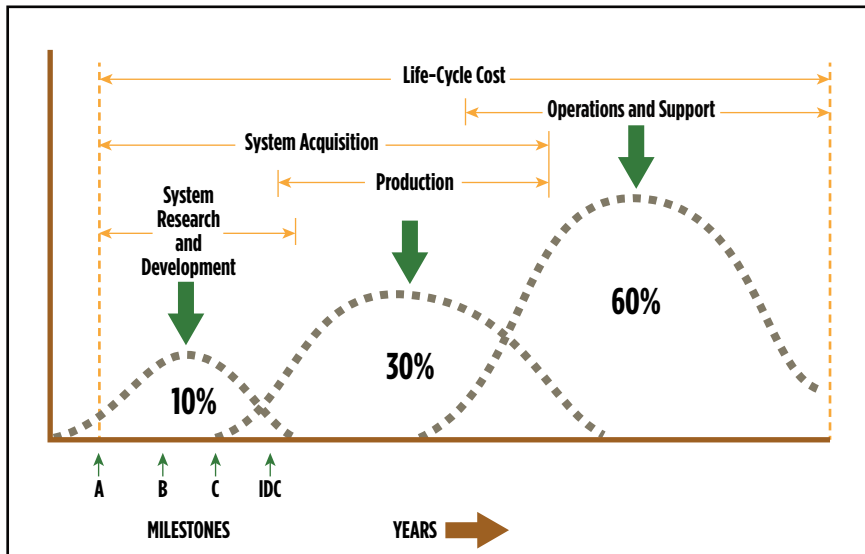 Life-Cycle Cost
Operations and Support
System Acquisition
Production
System
Research
and
Development
60%
30%
10%
A B C IDC
MILESTONES YEARS